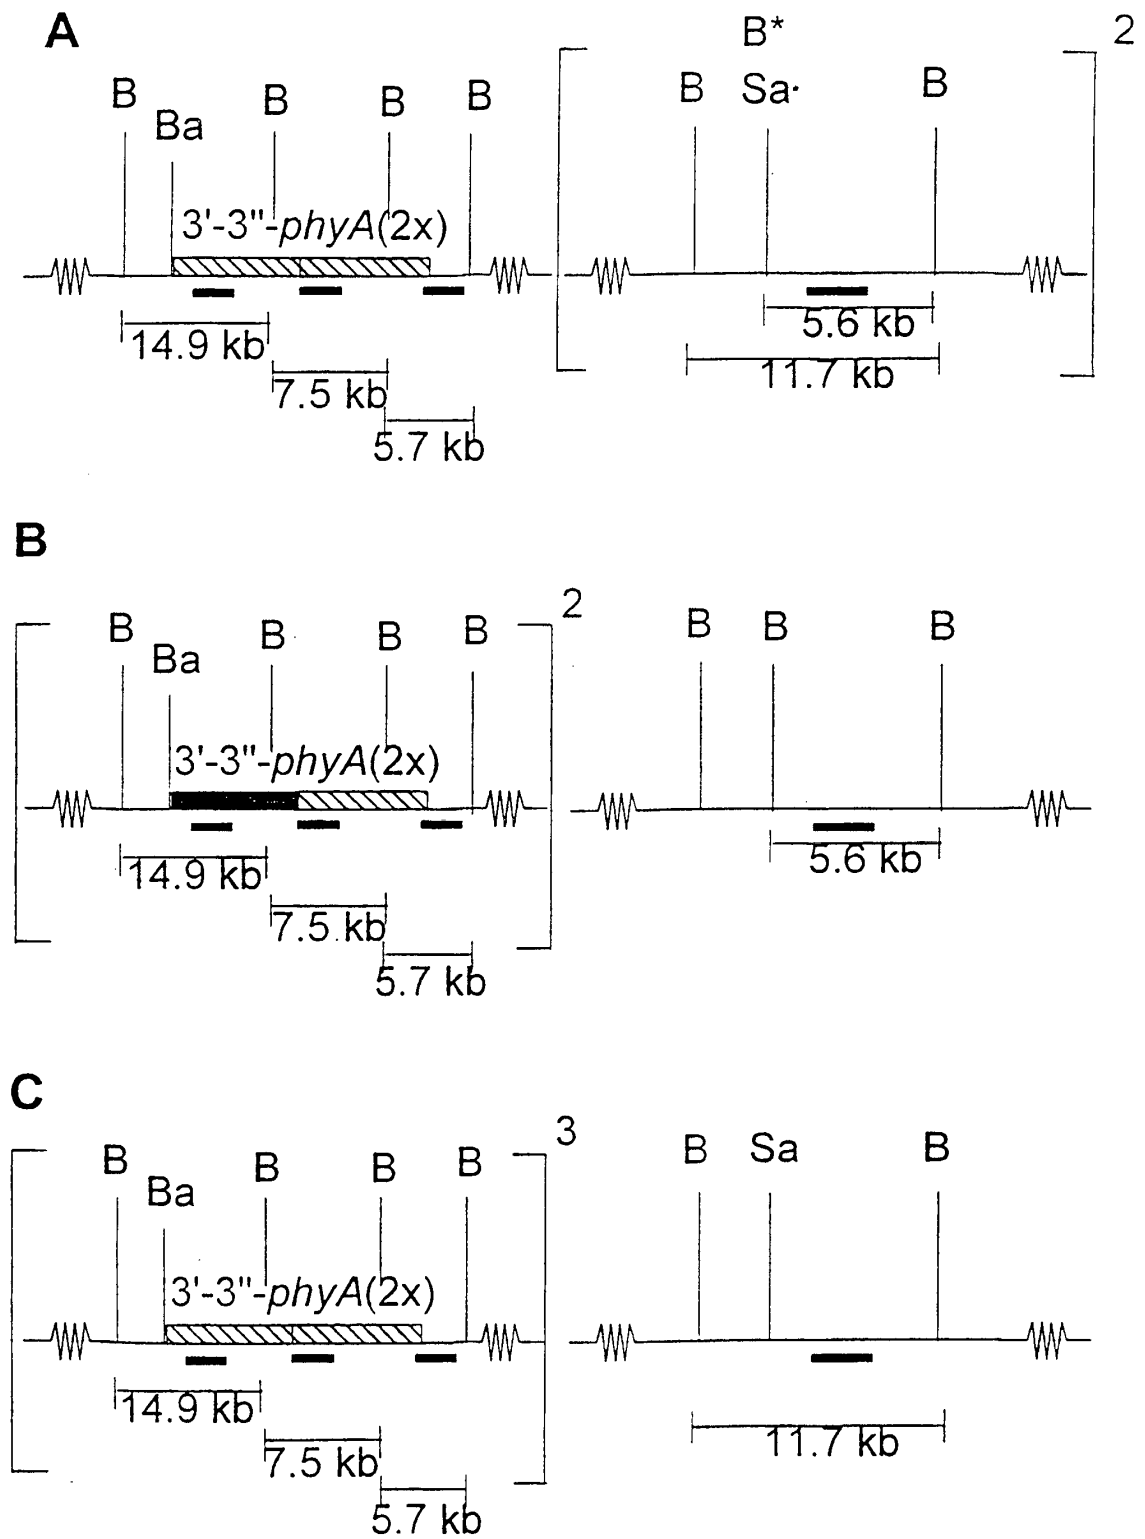 A
B*
2
B B B B B Sa B
Ba
3'-3"-phyA(2x)
14.9 kb 5.6 kb
7.5 kb 11.7 kb
5.7 kb
B
2
B B B B B B B
Ba
3'-3"-phyA(2x)
14.9 kb 5.6 kb
7.5 kb
5.7 kb
C
3
B B B B B Sa B
Ba
3'-3"-phyA(2x)
14.9 kb
7.5 kb 11.7 kb
5.7 kb